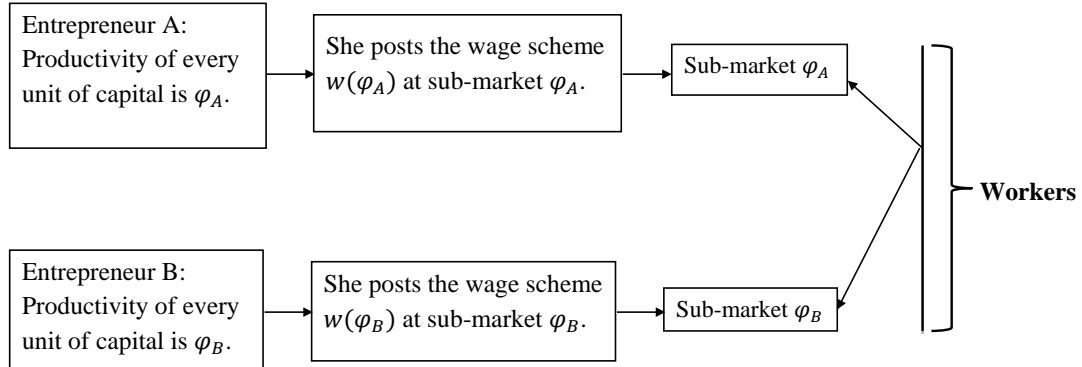 Entrepreneur A:
Productivity of every
unit of capital is φ_A.
She posts the wage scheme
w(φ_A) at sub-market φ_A.
Sub-market φ_A
Workers
Entrepreneur B:
Productivity of every
unit of capital is φ_B.
She posts the wage scheme
w(φ_B) at sub-market φ_B.
Sub-market φ_B